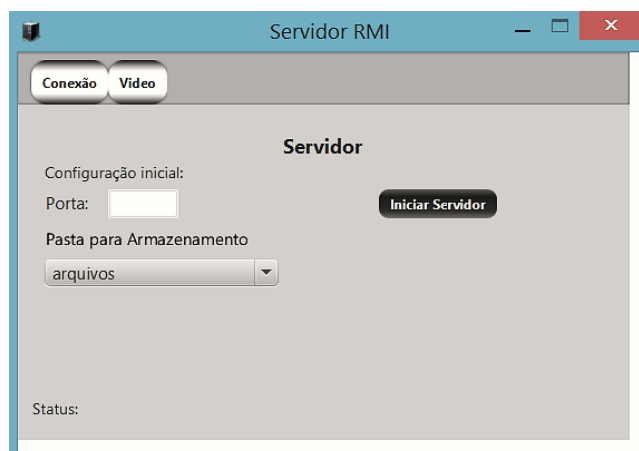 Servidor RMI
Conexão Video
Servidor
Configuração inicial:
Porta:
Iniciar Servidor
Pasta para Armazenamento
arquivos
Status: